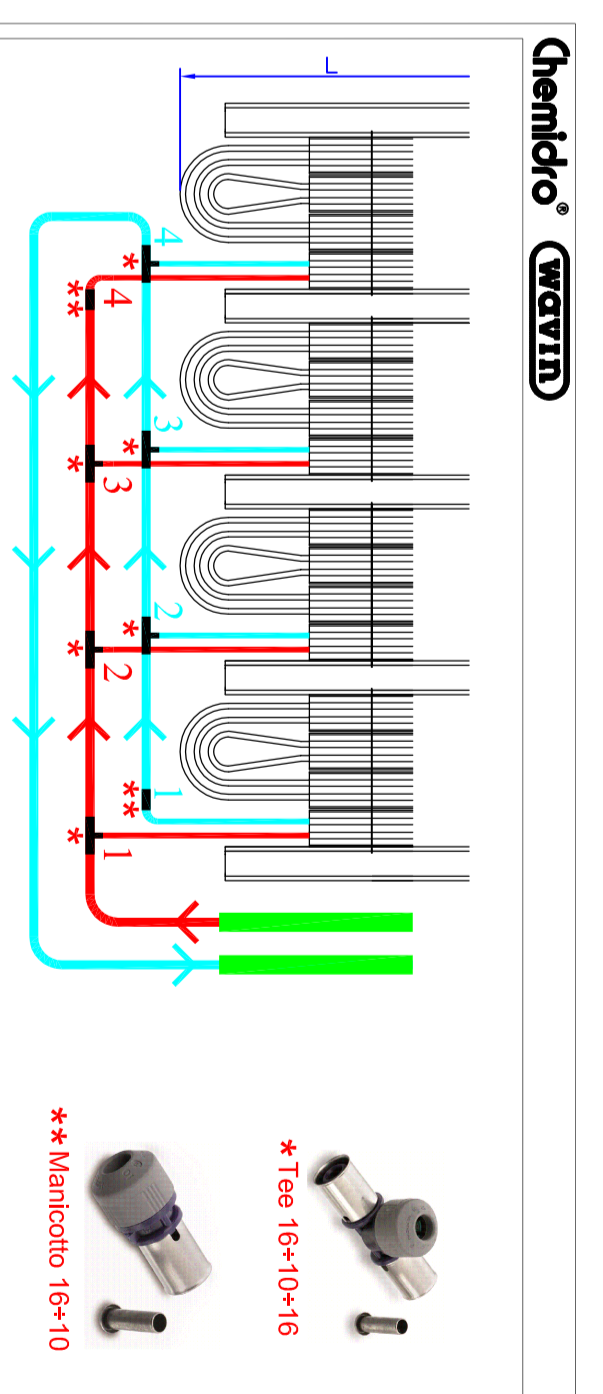 Chemidro® wavin
L
4 3 2 1
* * * **
4 3 2 1
** * * *
* Tee 16÷10÷16
** Manicotto 16÷10